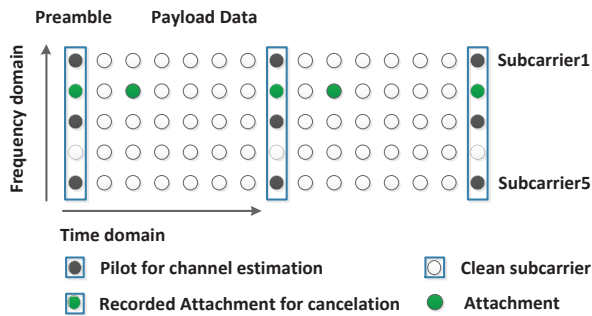 Preamble Payload Data
Subcarrier1
Frequency domain
Subcarrier5
Time domain
Pilot for channel estimation
Clean subcarrier
Recorded Attachment for cancelation
Attachment